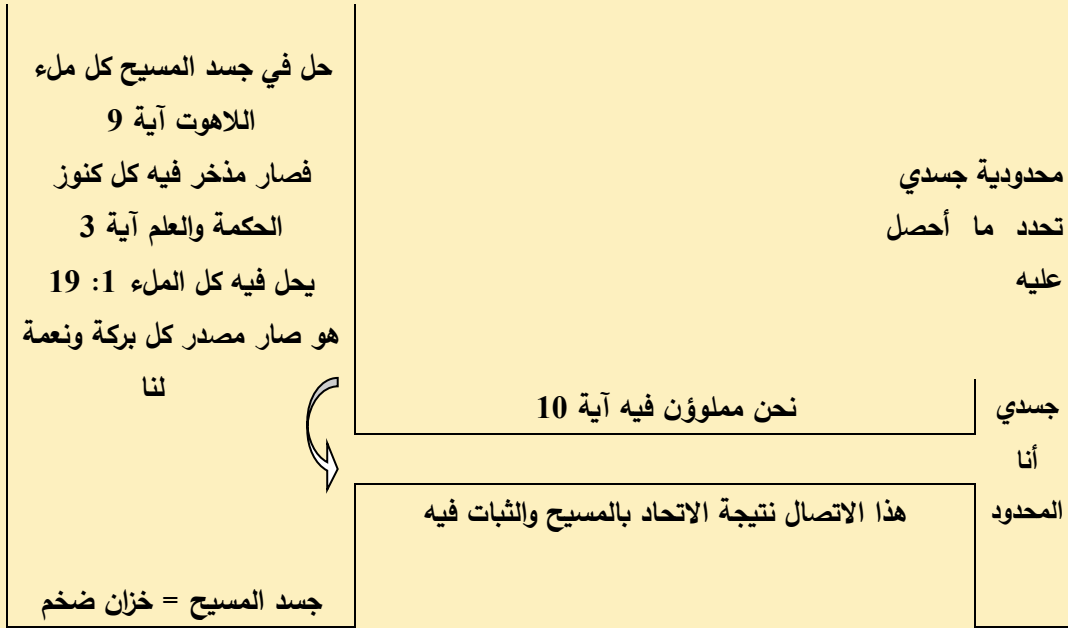 حل في جسد المسيح كل ملء
اللاهوت آية 9
فصار مذخر فيه كل كنوز
الحكمة والعلم آية 3
يحل فيه كل الملء 1: 19
هو صار مصدر كل بركة ونعمة
لنا
جسد المسيح = خزان ضخم
محدودية جسدي
تحدد ما أحصل
عليه
نحن مملوؤن فيه آية 10
هذا الاتصال نتيجة الاتحاد بالمسيح والثبات فيه
جسدي
أنا
المحدود